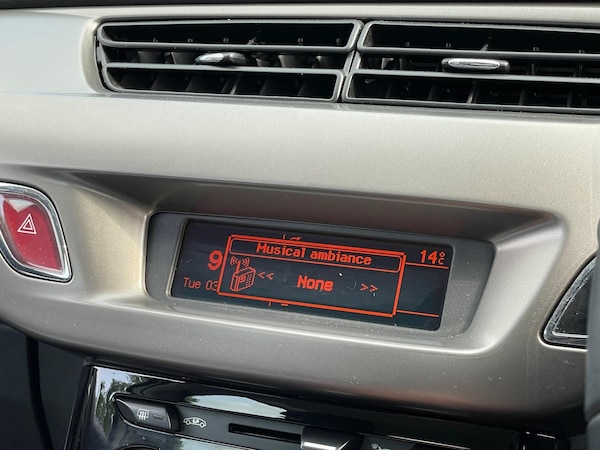 Musical ambiance
14°C
9
<< None >>
Tue 03